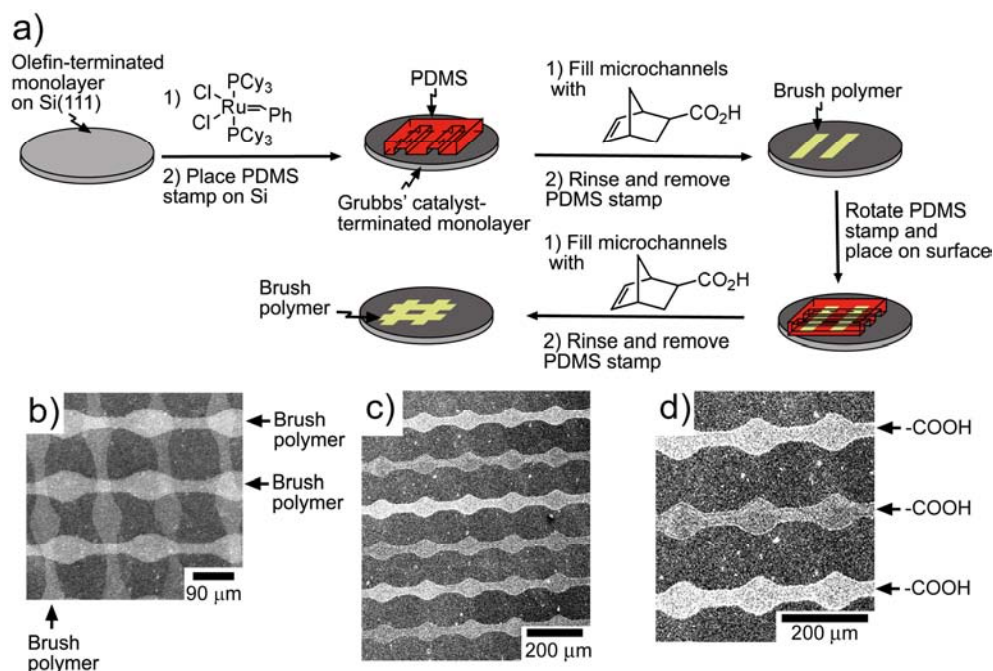 a)
Olefin-terminated
monolayer
on Si(111)
1)
PCy3
Cl
Ru
Ph
Cl
PCy3
2) Place PDMS
stamp on Si
PDMS
Grubbs' catalyst-
terminated monolayer
1) Fill microchannels
with
CO2H
2) Rinse and remove
PDMS stamp
Brush polymer
Rotate PDMS
stamp and
place on surface
1) Fill microchannels
with
CO2H
2) Rinse and remove
PDMS stamp
Brush
polymer
b)
Brush
polymer
Brush
polymer
90 μm
Brush
polymer
c)
200 μm
d)
-COOH
-COOH
-COOH
200 μm